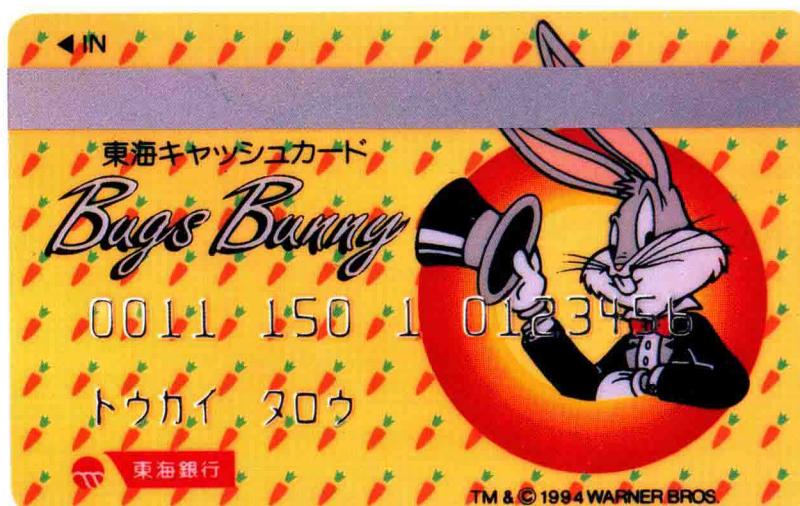 ◀IN
東海キャッシュカード
Bugs Bunny
0011 150 1 0123456
トウカイ タロウ
東海銀行
TM & © 1994 WARNER BROS.